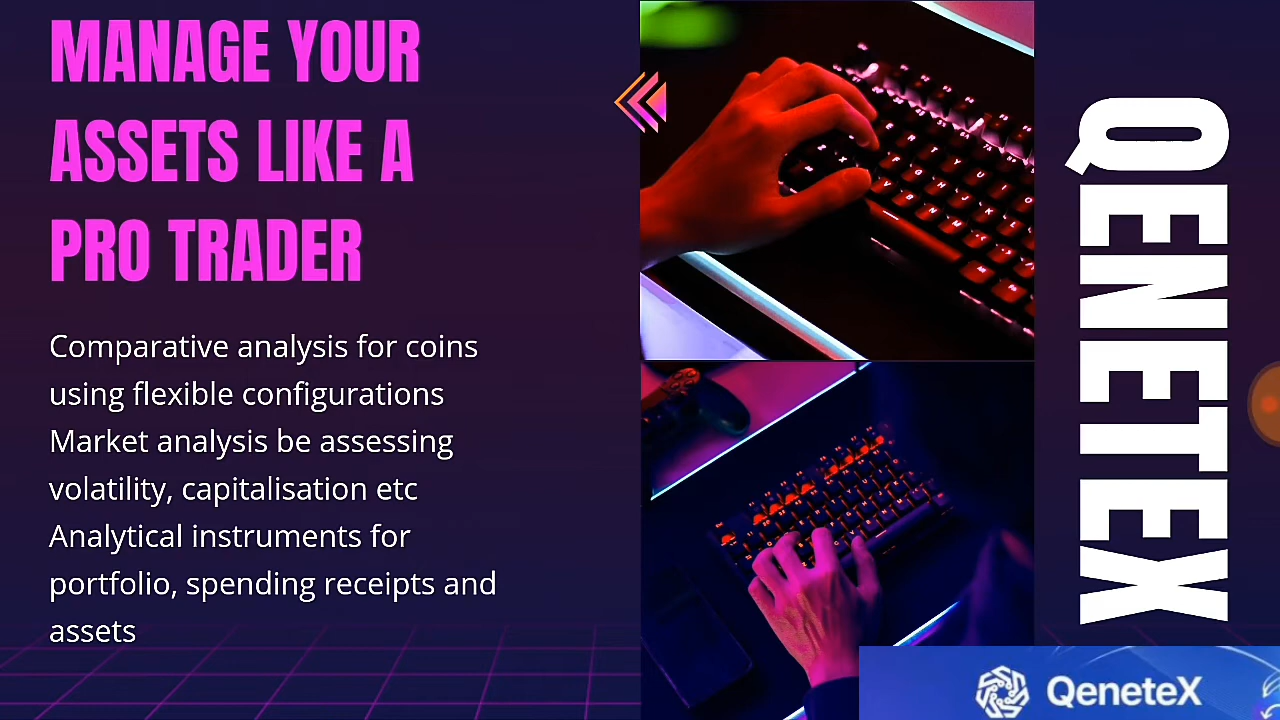 MANAGE YOUR
ASSETS LIKE A
PRO TRADER
Comparative analysis for coins
using flexible configurations
Market analysis be assessing
volatility, capitalisation etc
Analytical instruments for
portfolio, spending receipts and
assets
QENETEX
QeneteX